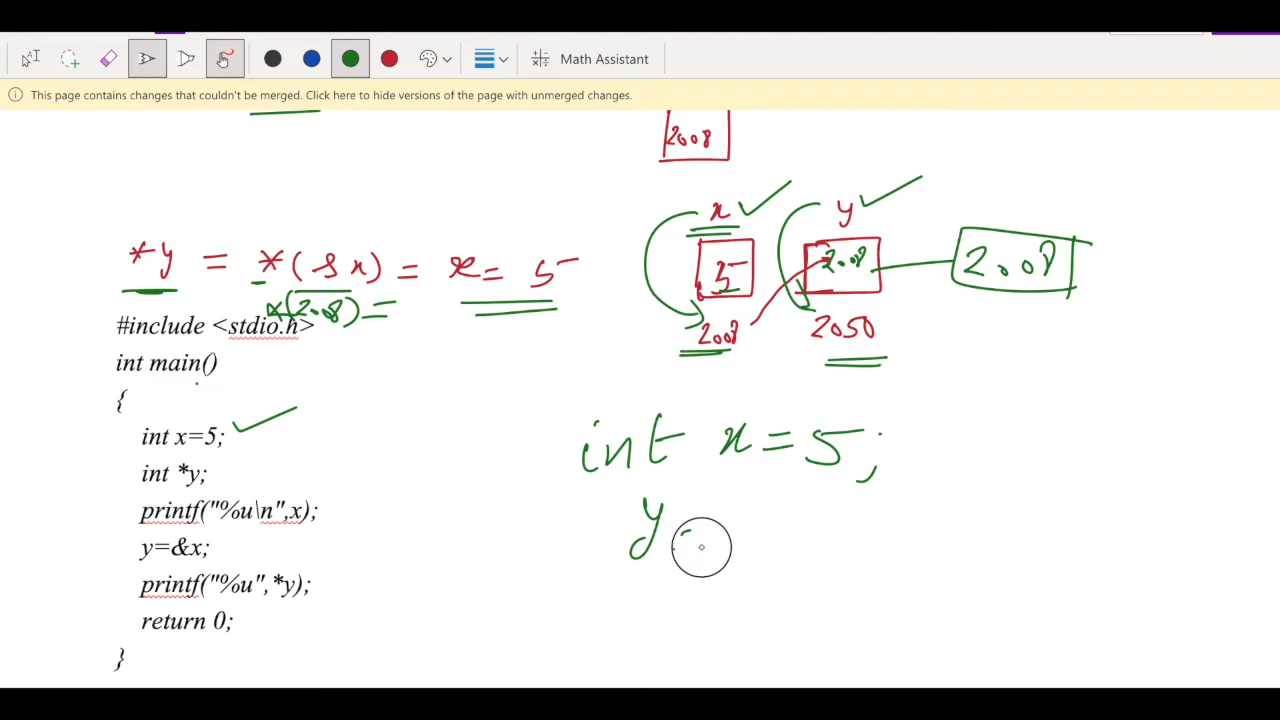 Math Assistant
This page contains changes that couldn't be merged. Click here to hide versions of the page with unmerged changes.
2008
x y
*y = *(&x) = x = 5
5 2008 2008
*(2008) =
2008 2050
#include <stdio.h>
int main()
{
int x=5;
int x=5;
int *y;
printf("%u\n",x);
y=
y=&x;
printf("%u",*y);
return 0;
}